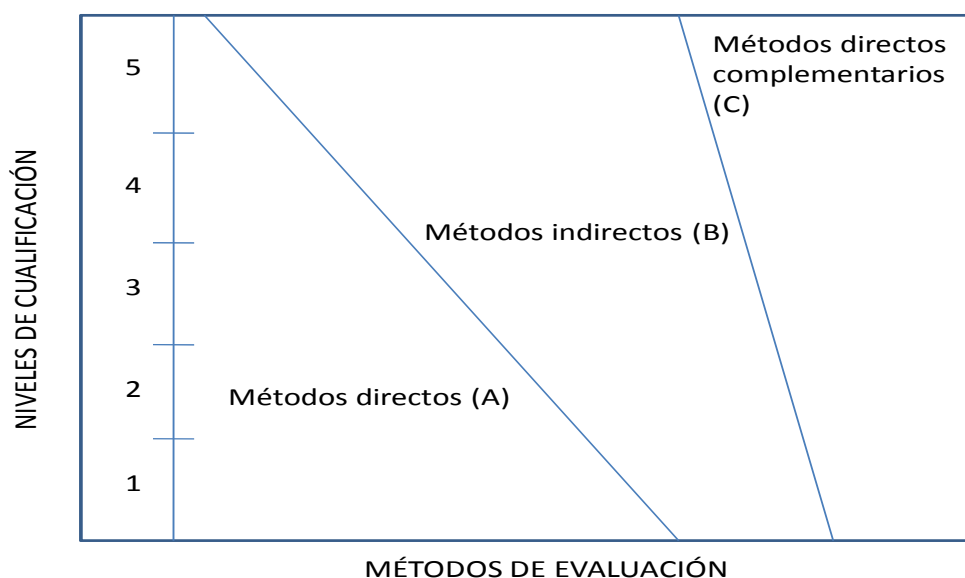 Métodos directos
complementarios
(C)
5
4
Métodos indirectos (B)
3
2
Métodos directos (A)
1
NIVELES DE CUALIFICACIÓN
MÉTODOS DE EVALUACIÓN